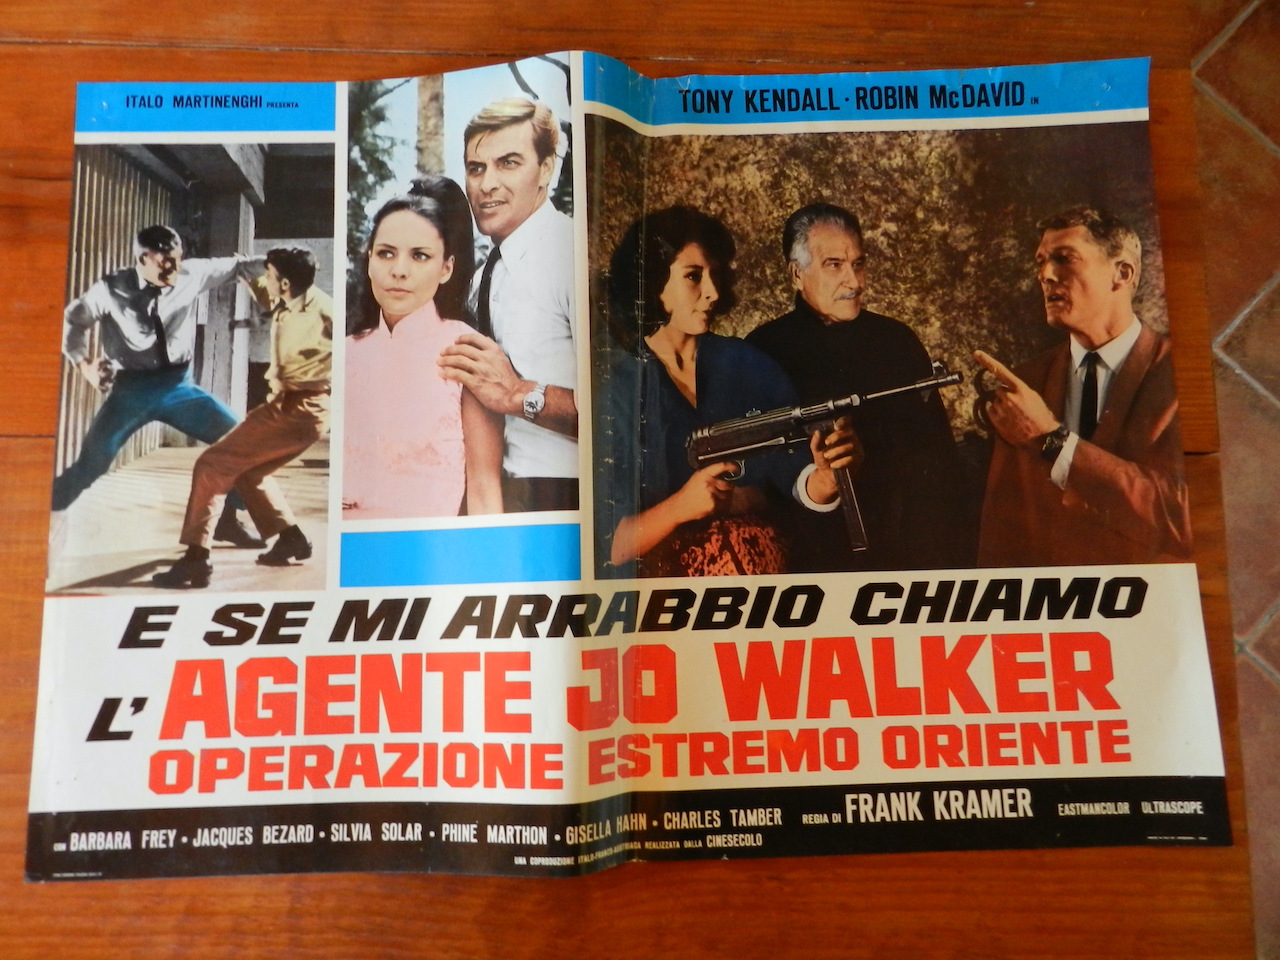 ITALO MARTINENGHI PRESENTA
TONY KENDALL · ROBIN McDAVID IN
E SE MI ARRABBIO CHIAMO
L'AGENTE JO WALKER
OPERAZIONE ESTREMO ORIENTE
CON BARBARA FREY · JACQUES BEZARD · SILVIA SOLAR · PHINE MARTHON · GISELLA HAHN · CHARLES TAMBER REGIA DI FRANK KRAMER EASTMANCOLOR ULTRASCOPE
UNA COPRODUZIONE ITALO-FRANCO-AUSTRIACA REALIZZATA DALLA CINESECOLO